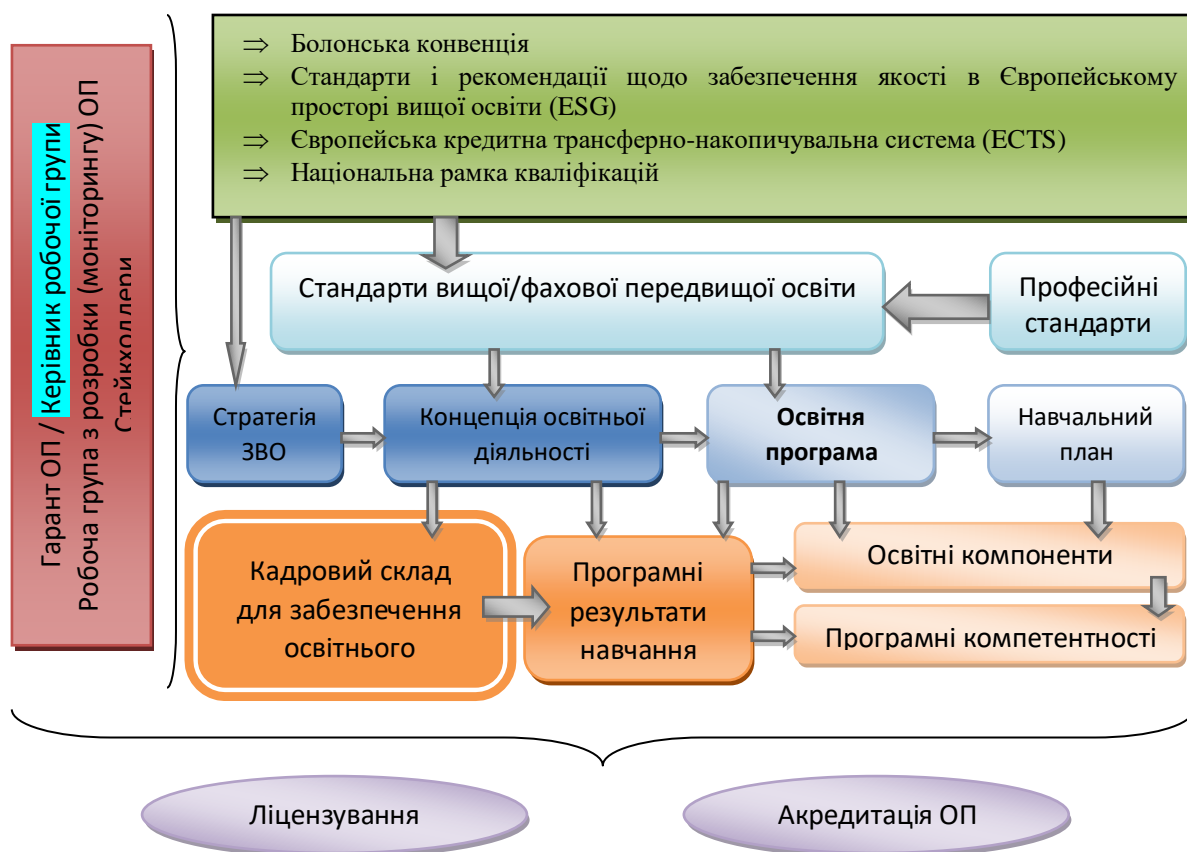 Гарант ОП / Керівник робочої групи
Робоча група з розробки (моніторингу) ОП
Стейкхолдери
⇒ Болонська конвенція
⇒ Стандарти і рекомендації щодо забезпечення якості в Європейському
просторі вищої освіти (ESG)
⇒ Європейська кредитна трансферно-накопичувальна система (ECTS)
⇒ Національна рамка кваліфікацій
Стандарти вищої/фахової передвищої освіти
Професійні
стандарти
Стратегія
ЗВО
Концепція освітньої
діяльності
Освітня
програма
Навчальний
план
Кадровий склад
для забезпечення
освітнього
Програмні
результати
навчання
Освітні компоненти
Програмні компетентності
Ліцензування
Акредитація ОП